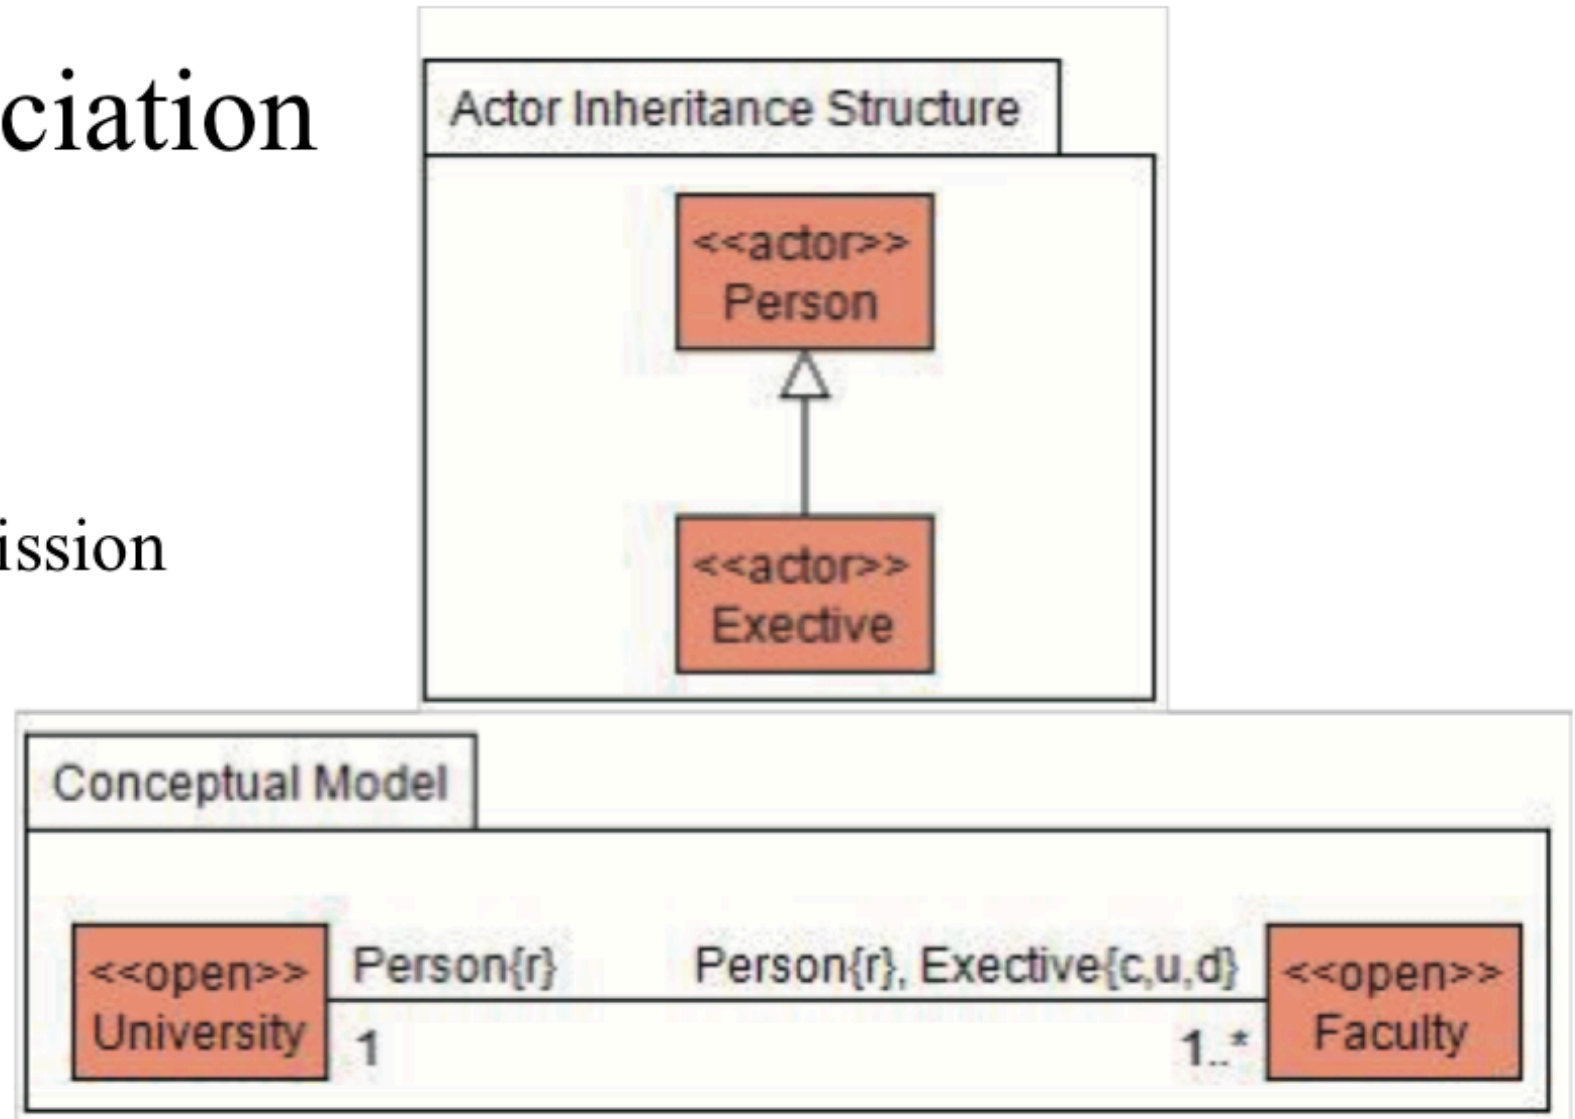 ciation
ission
Actor Inheritance Structure
<<actor>>
Person
<<actor>>
Exective
Conceptual Model
<<open>>
University
Person{r}
1
Person{r}, Exective{c,u,d}
1..*
<<open>>
Faculty